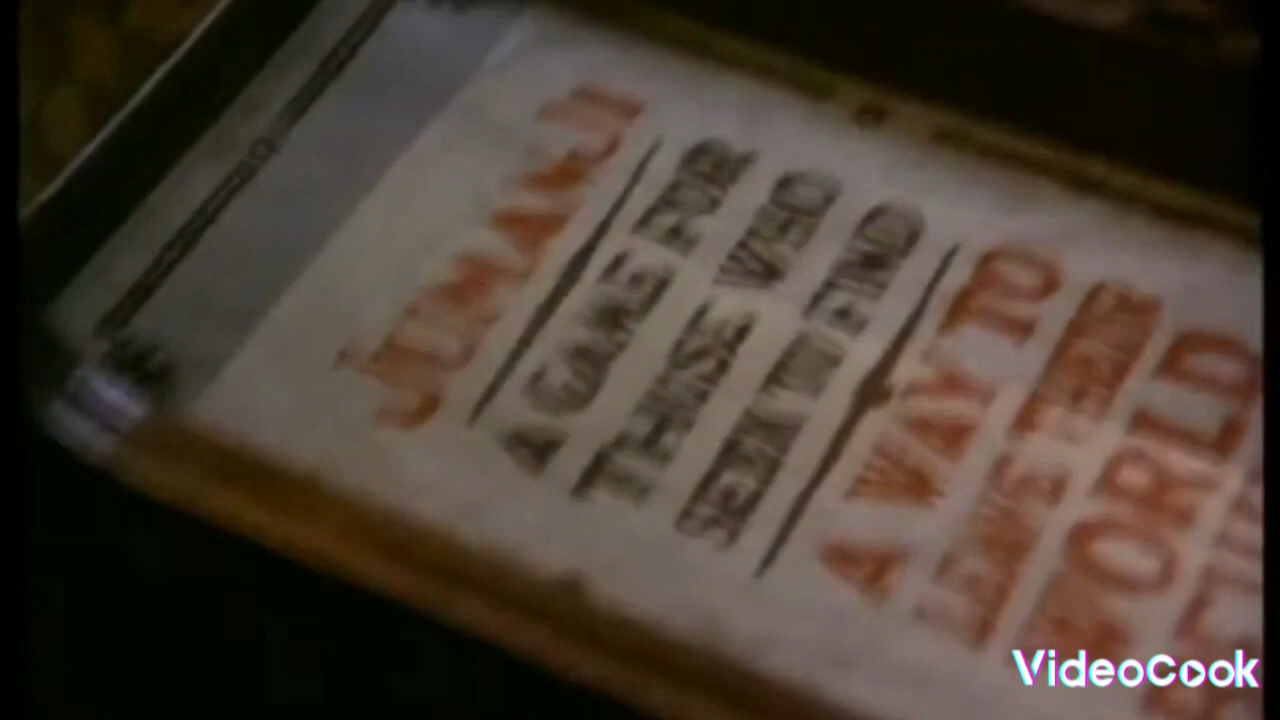 JUMANJI
A GAME FOR
THOSE WHO
SEEK TO FIND
A WAY TO
LEAVE THEIR
WORLD
VideoCook